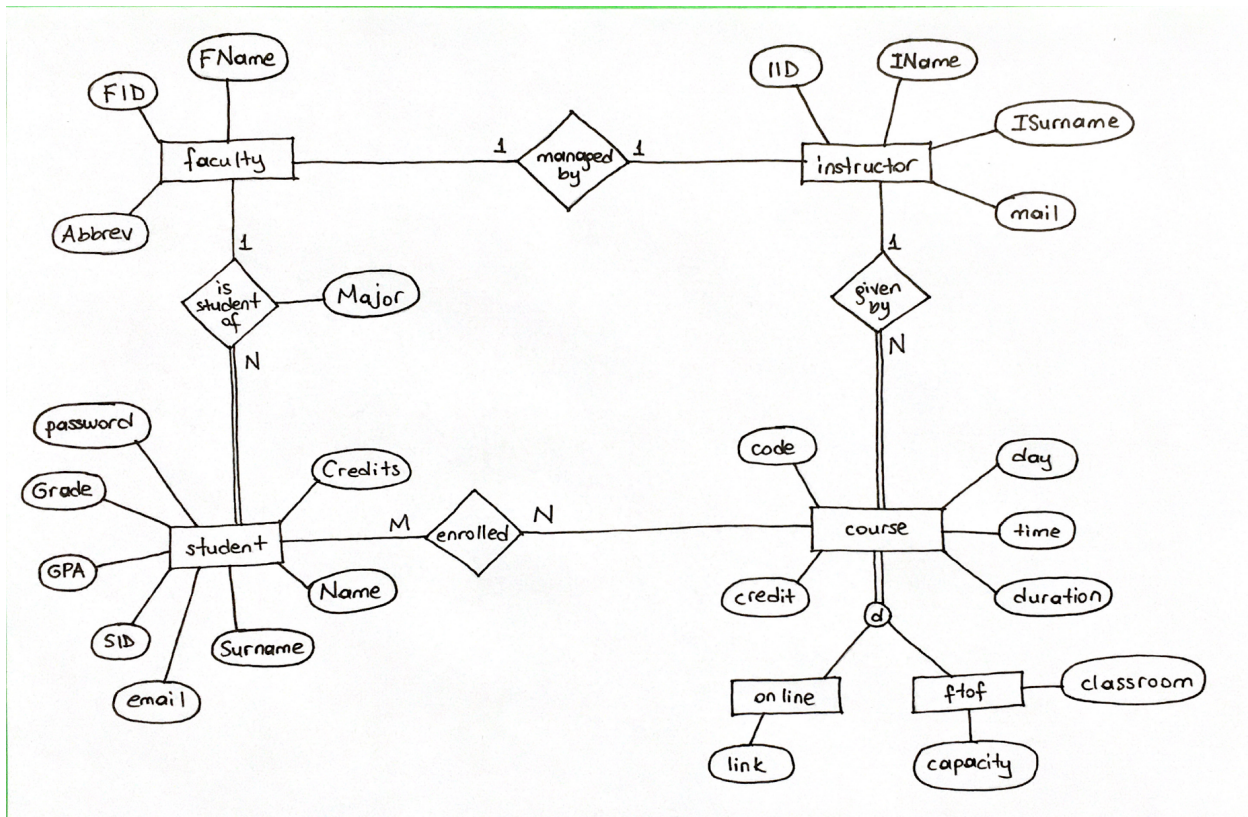 FName
FID
faculty
Abbrev
1
managed
by
1
IID
IName
ISurname
instructor
mail
1
is
student
of
Major
N
1
given
by
N
password
Grade
GPA
SID
email
Surname
Name
Credits
student
M
enrolled
N
code
credit
course
day
time
duration
d
online
link
ftof
classroom
capacity